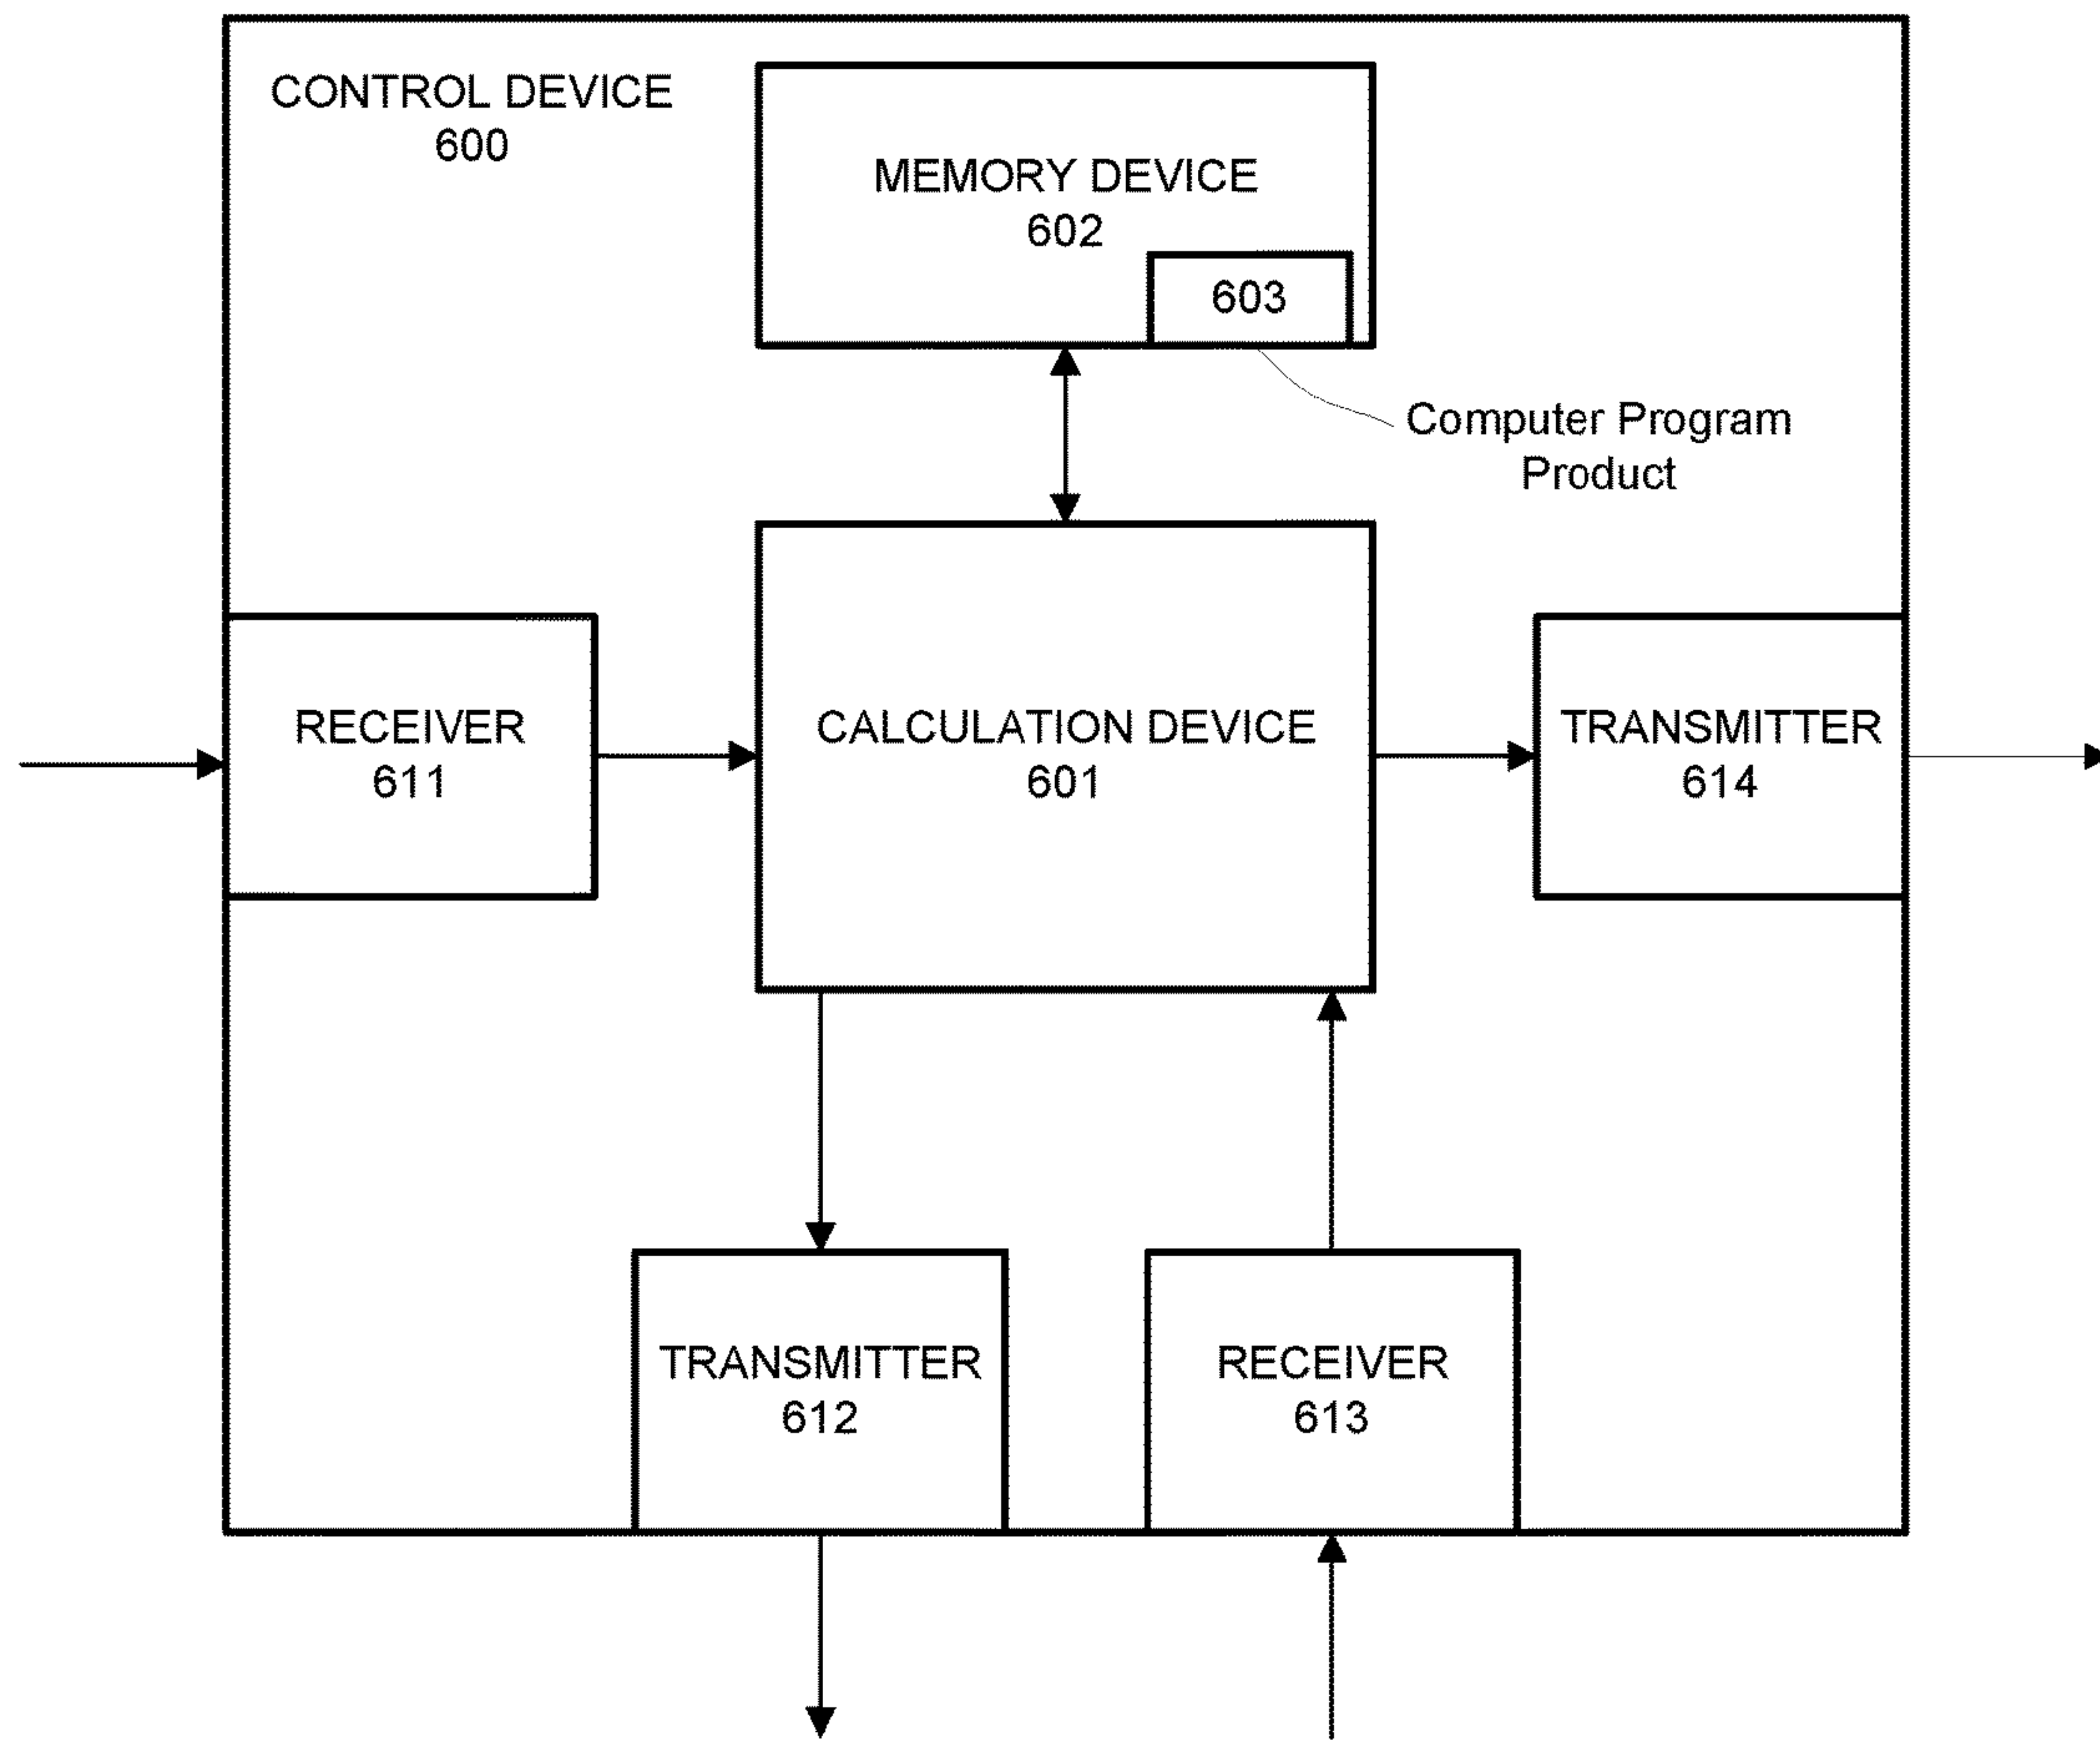 CONTROL DEVICE
600
MEMORY DEVICE
602
603
Computer Program
Product
RECEIVER
611
CALCULATION DEVICE
601
TRANSMITTER
614
TRANSMITTER
612
RECEIVER
613